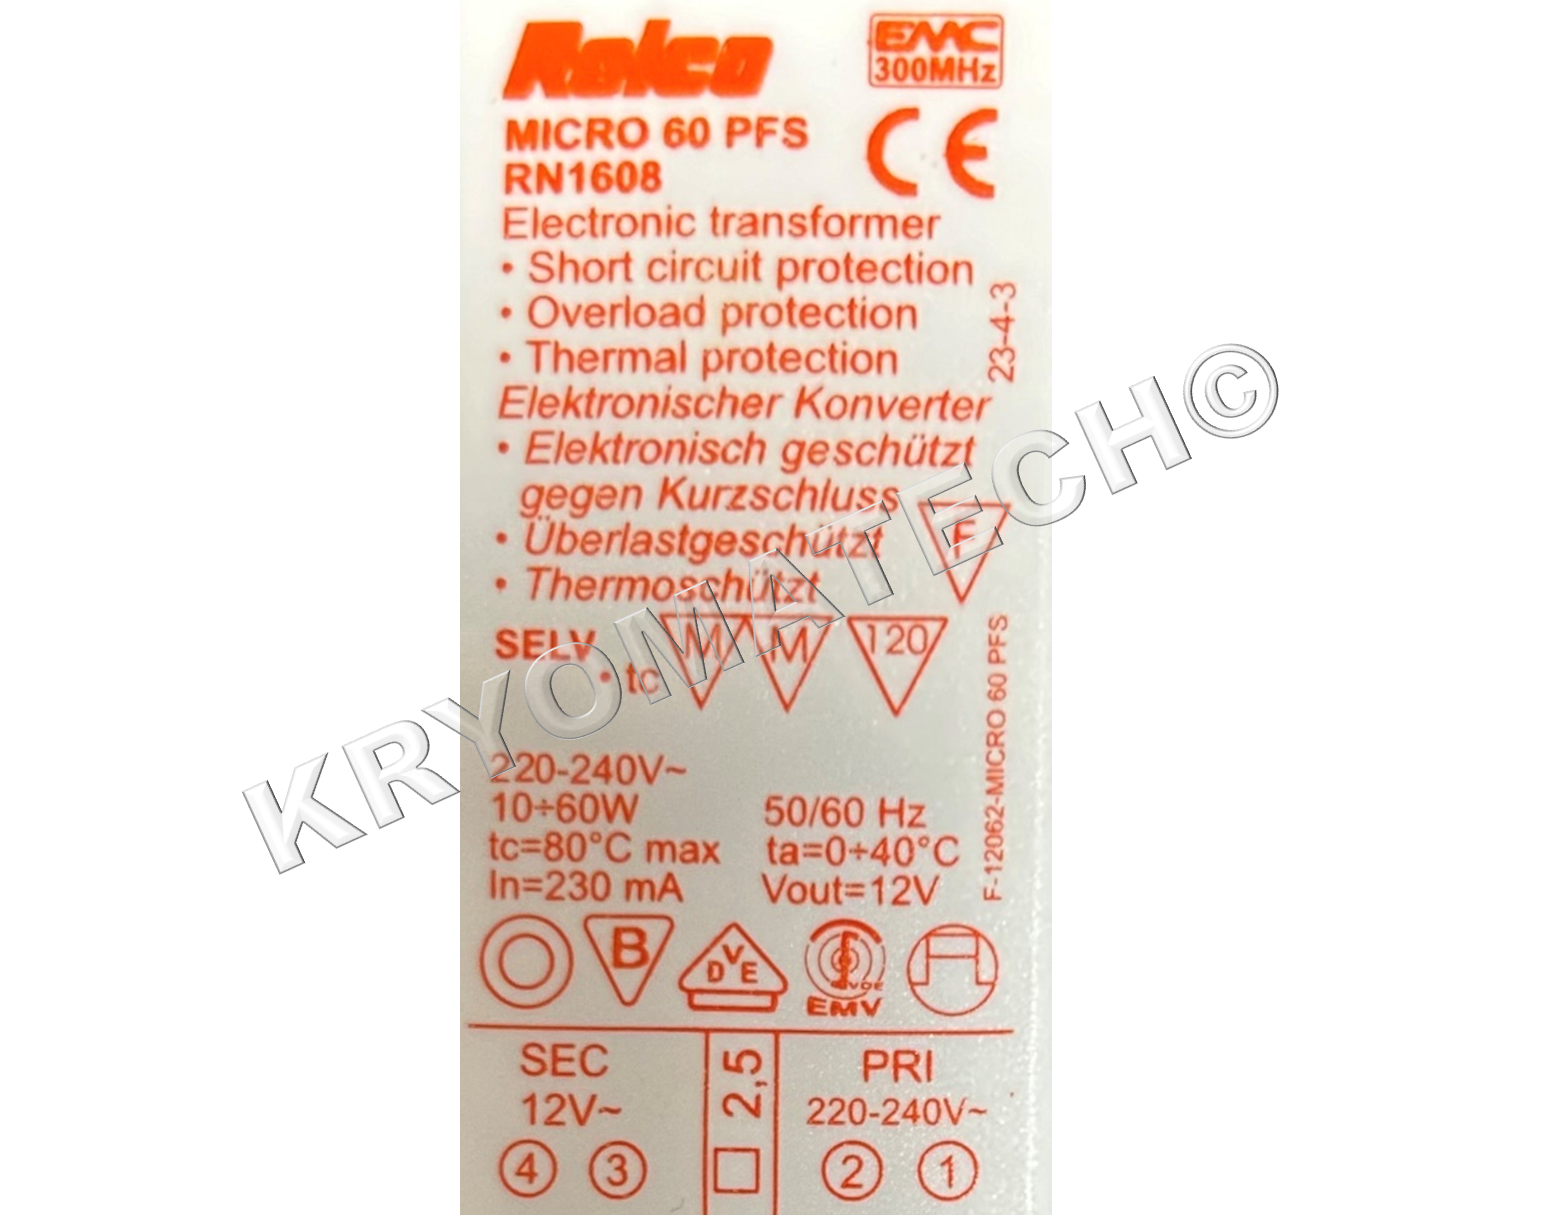 Relco
EMC
300MHz
CE
MICRO 60 PFS
RN1608
Electronic transformer
• Short circuit protection
• Overload protection
• Thermal protection
23-4-3
Elektronischer Konverter
• Elektronisch geschützt
gegen Kurzschluss
• Überlastgeschützt
• Thermoschützt
F
SELV
• tc
M M 120
F-12062-MICRO 60 PFS
220-240V~
10÷60W 50/60 Hz
tc=80°C max ta=0÷40°C
In=230 mA Vout=12V
B
DVE
VDE
EMV
SEC 2,5 PRI
12V~ 220-240V~
4 3 2 1
KRYOMATECH©